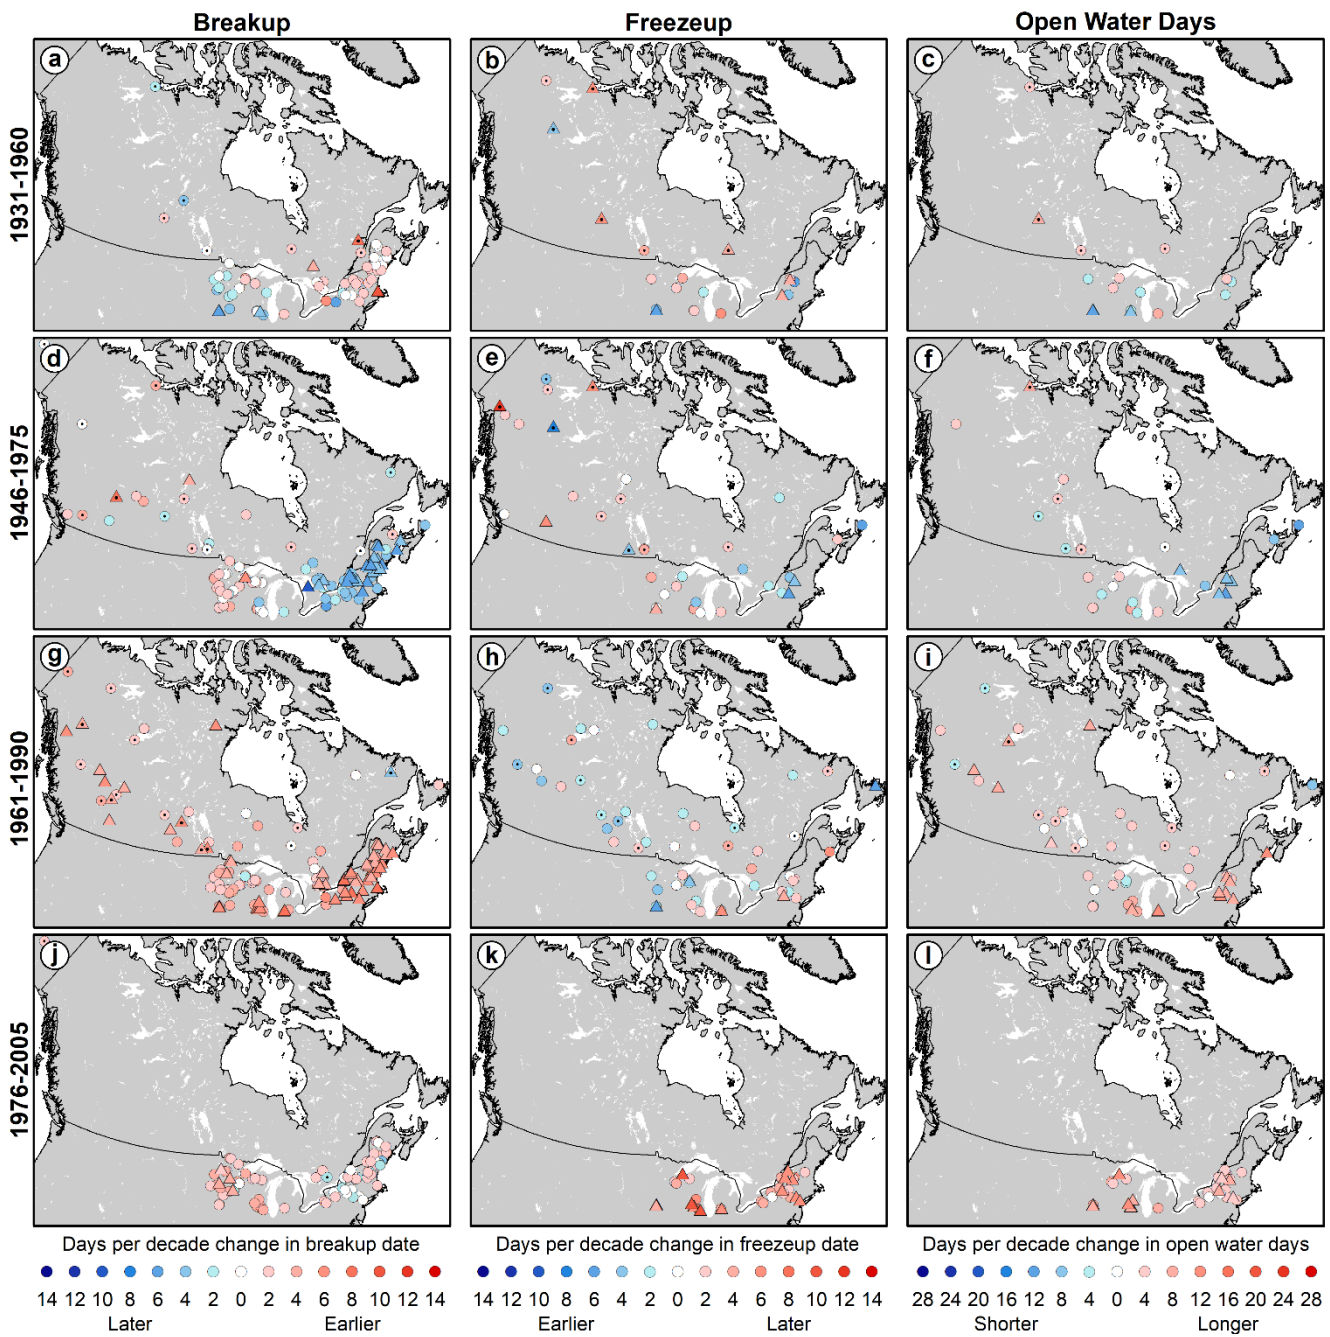 Breakup Freezeup Open Water Days
a b c
1931-1960
d e f
1946-1975
g h i
1961-1990
j k l
1976-2005
Days per decade change in breakup date
14 12 10 8 6 4 2 0 2 4 6 8 10 12 14
Later Earlier
Days per decade change in freezeup date
14 12 10 8 6 4 2 0 2 4 6 8 10 12 14
Earlier Later
Days per decade change in open water days
28 24 20 16 12 8 4 0 4 8 12 16 20 24 28
Shorter Longer